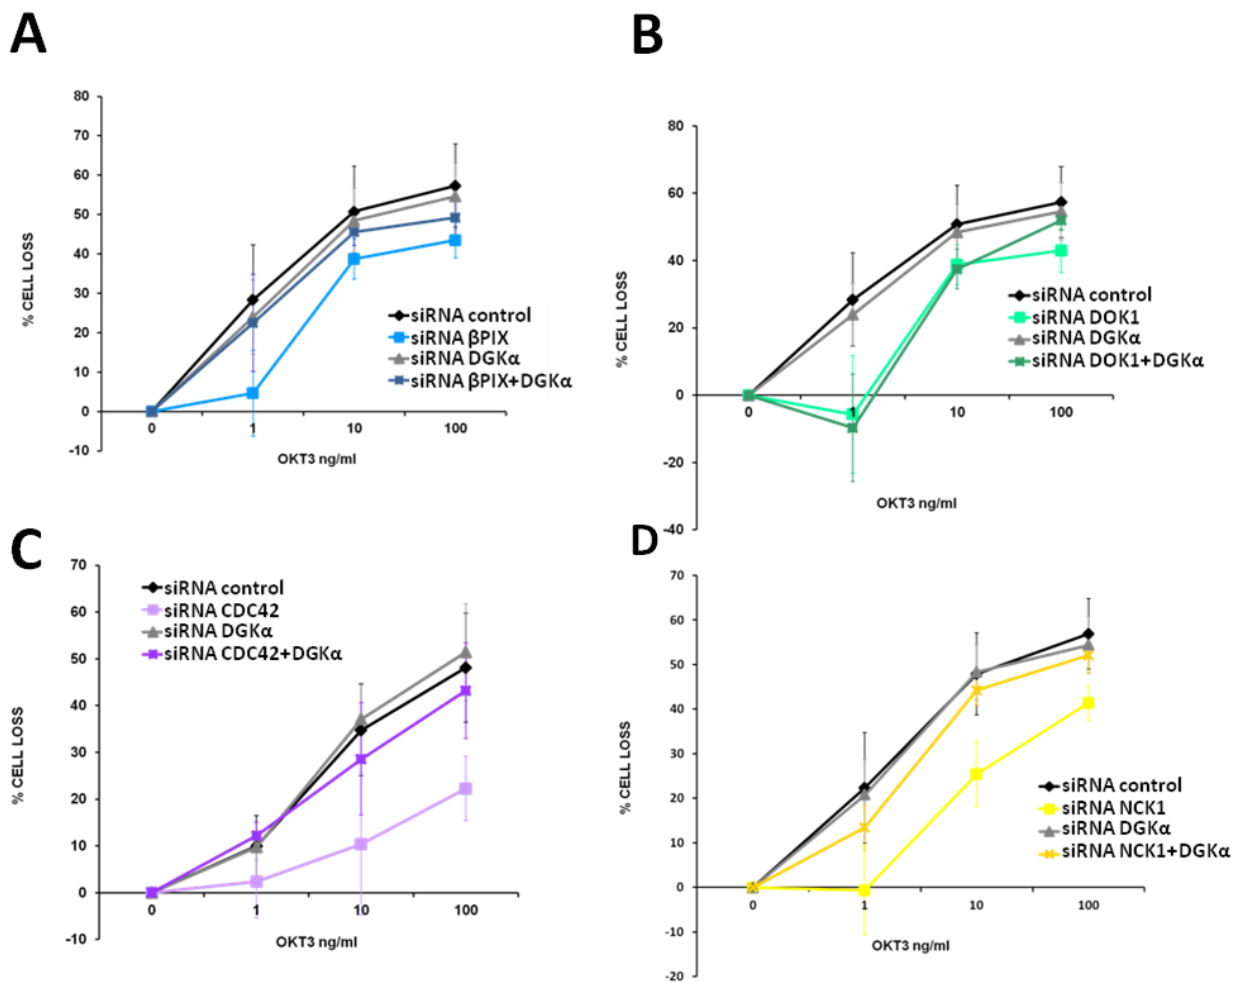 A
80
70
60
50
40
30
20
10
0
-10
% CELL LOSS
0 1 10 100
OKT3 ng/ml
siRNA control
siRNA βPIX
siRNA DGKα
siRNA βPIX+DGKα
B
80
60
40
20
0
-20
-40
% CELL LOSS
0 1 10 100
OKT3 ng/ml
siRNA control
siRNA DOK1
siRNA DGKα
siRNA DOK1+DGKα
C
70
60
50
40
30
20
10
0
-10
% CELL LOSS
0 1 10 100
OKT3 ng/ml
siRNA control
siRNA CDC42
siRNA DGKα
siRNA CDC42+DGKα
D
70
60
50
40
30
20
10
0
-10
-20
% CELL LOSS
0 1 10 100
OKT3 ng/ml
siRNA control
siRNA NCK1
siRNA DGKα
siRNA NCK1+DGKα